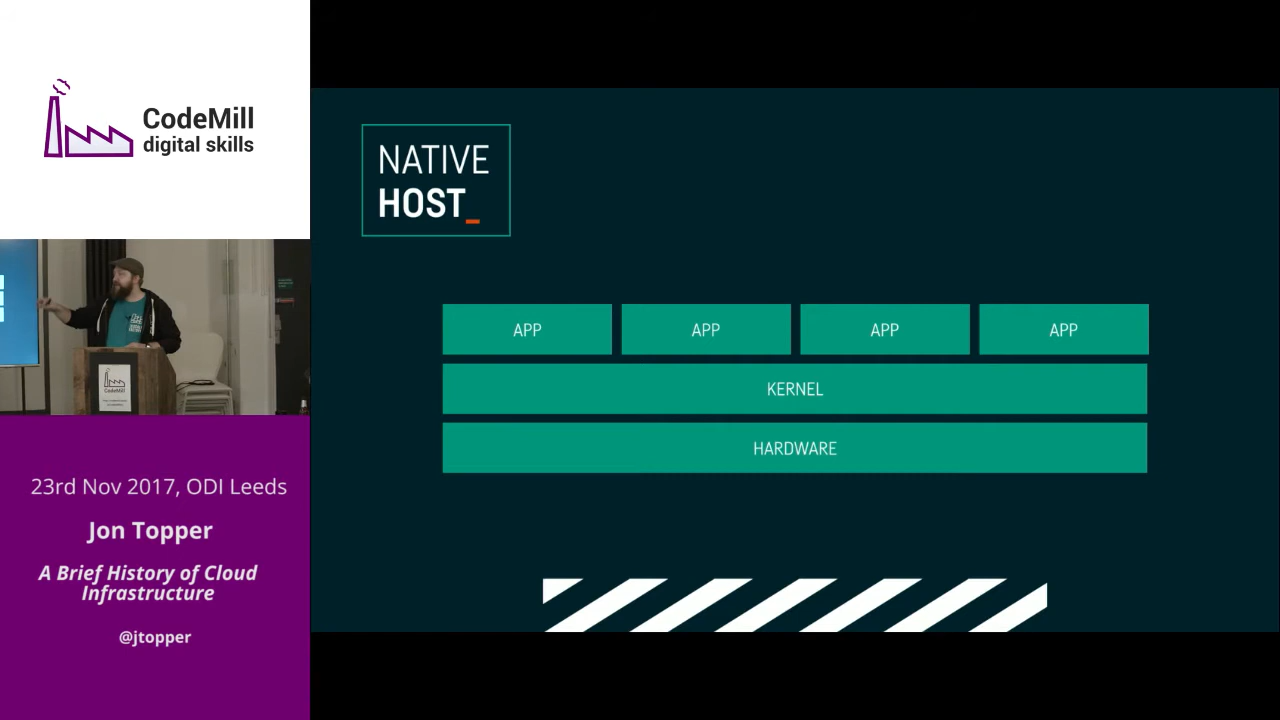 CodeMill
digital skills
CodeMill
23rd Nov 2017, ODI Leeds
Jon Topper
A Brief History of Cloud
Infrastructure
@jtopper
NATIVE
HOST_
APP APP APP APP
KERNEL
HARDWARE